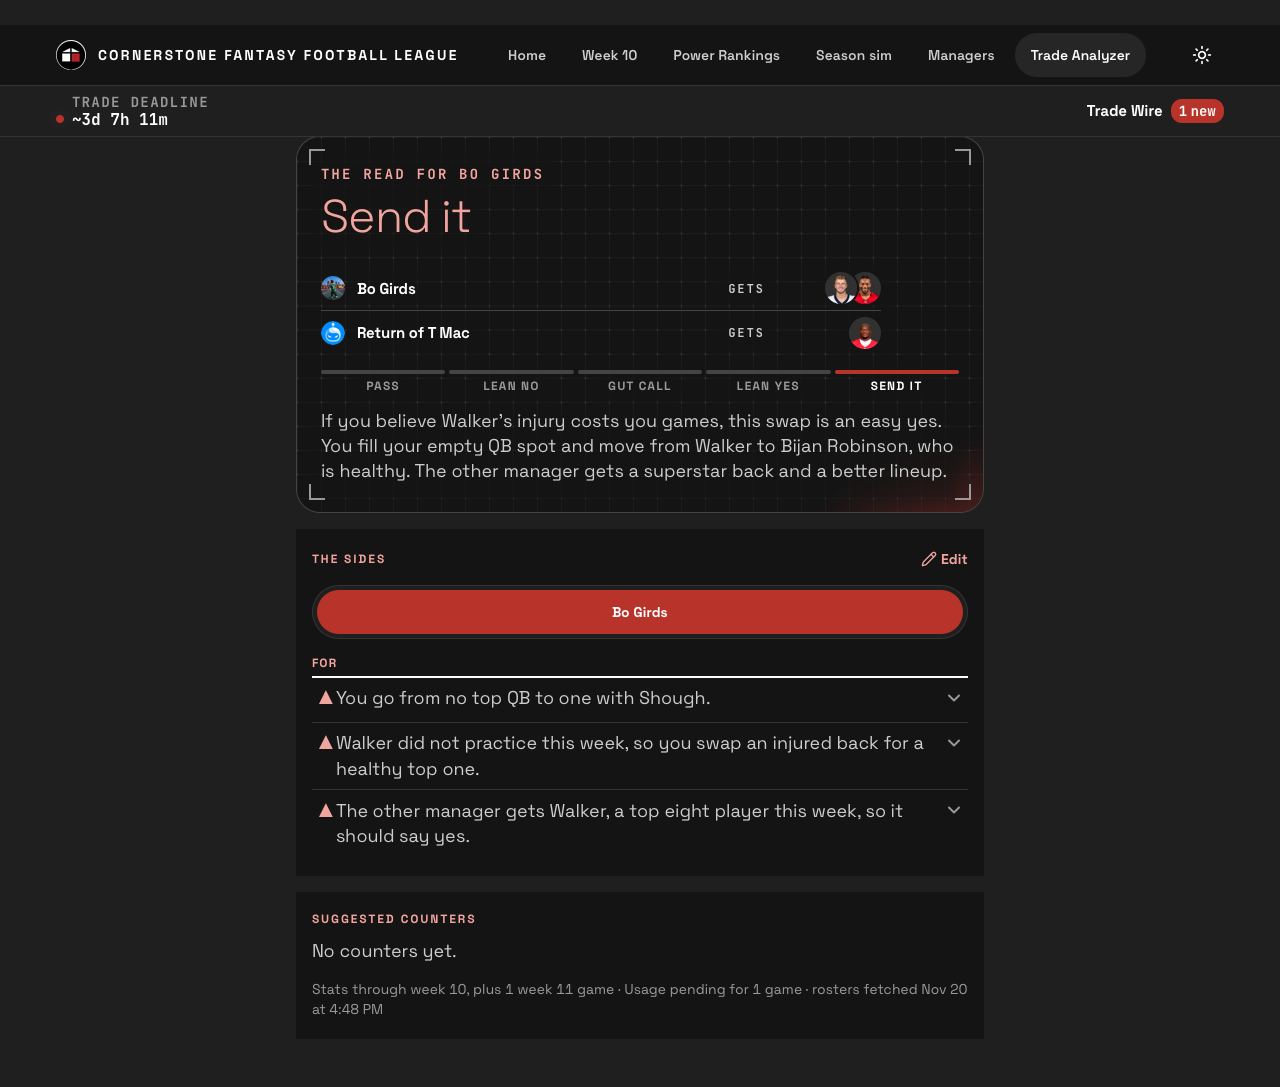 CORNERSTONE FANTASY FOOTBALL LEAGUE Home Week 10 Power Rankings Season sim Managers Trade Analyzer
TRADE DEADLINE
~3d 7h 11m
Trade Wire 1 new
THE READ FOR BO GIRDS
Send it
Bo Girds GETS
Return of T Mac GETS
PASS LEAN NO GUT CALL LEAN YES SEND IT
If you believe Walker's injury costs you games, this swap is an easy yes.
You fill your empty QB spot and move from Walker to Bijan Robinson, who
is healthy. The other manager gets a superstar back and a better lineup.
THE SIDES Edit
Bo Girds
FOR
You go from no top QB to one with Shough.
Walker did not practice this week, so you swap an injured back for a
healthy top one.
The other manager gets Walker, a top eight player this week, so it
should say yes.
SUGGESTED COUNTERS
No counters yet.
Stats through week 10, plus 1 week 11 game · Usage pending for 1 game · rosters fetched Nov 20
at 4:48 PM